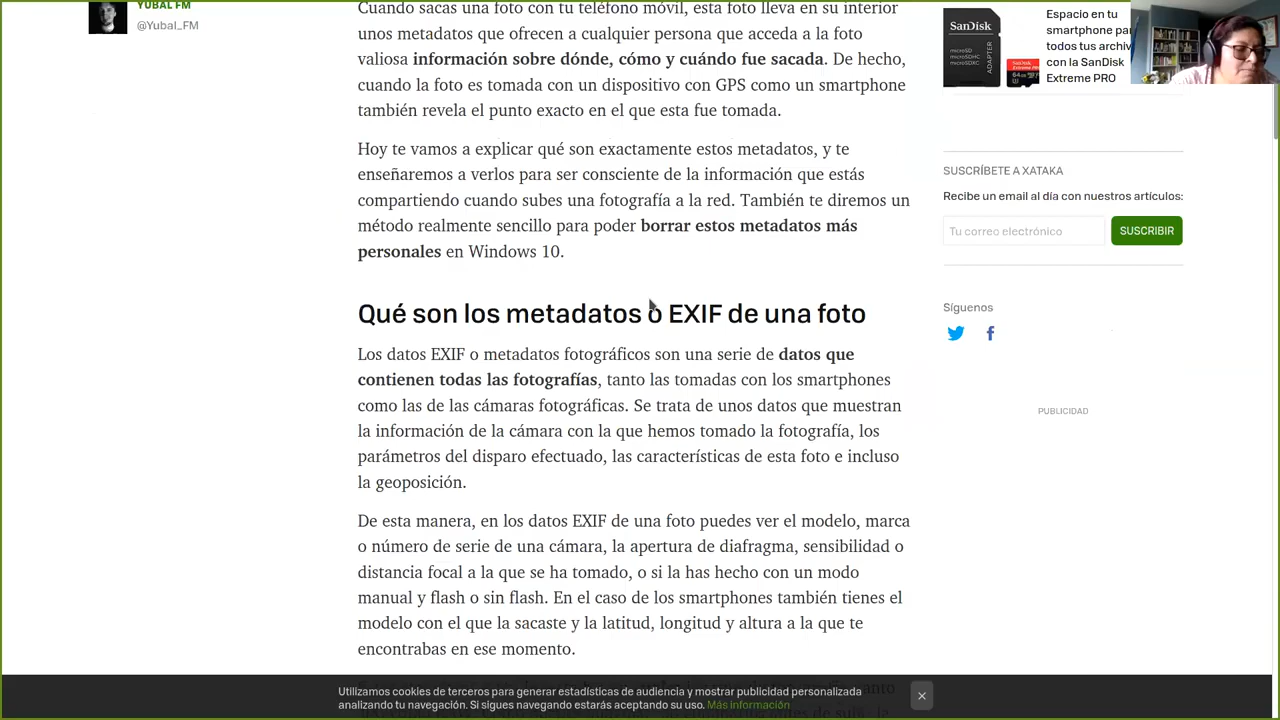 YUBAL FM
@Yubal_FM
Cuando sacas una foto con tu teléfono móvil, esta foto lleva en su interior
unos metadatos que ofrecen a cualquier persona que acceda a la foto
valiosa información sobre dónde, cómo y cuándo fue sacada. De hecho,
cuando la foto es tomada con un dispositivo con GPS como un smartphone
también revela el punto exacto en el que esta fue tomada.
Hoy te vamos a explicar qué son exactamente estos metadatos, y te
enseñaremos a verlos para ser consciente de la información que estás
compartiendo cuando subes una fotografía a la red. También te diremos un
método realmente sencillo para poder borrar estos metadatos más
personales en Windows 10.
Qué son los metadatos o EXIF de una foto
Los datos EXIF o metadatos fotográficos son una serie de datos que
contienen todas las fotografías, tanto las tomadas con los smartphones
como las de las cámaras fotográficas. Se trata de unos datos que muestran
la información de la cámara con la que hemos tomado la fotografía, los
parámetros del disparo efectuado, las características de esta foto e incluso
la geoposición.
De esta manera, en los datos EXIF de una foto puedes ver el modelo, marca
o número de serie de una cámara, la apertura de diafragma, sensibilidad o
distancia focal a la que se ha tomado, o si la has hecho con un modo
manual y flash o sin flash. En el caso de los smartphones también tienes el
modelo con el que la sacaste y la latitud, longitud y altura a la que te
encontrabas en ese momento.
SanDisk
microSD
microSDHC
microSDXC
ADAPTER
Espacio en tu
smartphone
todos tus
con la SanDisk
Extreme PRO
SUSCRÍBETE A XATAKA
Recibe un email al día con nuestros artículos:
Tu correo electrónico
SUSCRIBIR
Síguenos
PUBLICIDAD
Utilizamos cookies de terceros para generar estadísticas de audiencia y mostrar publicidad personalizada
analizando tu navegación. Si sigues navegando estarás aceptando su uso. Más información